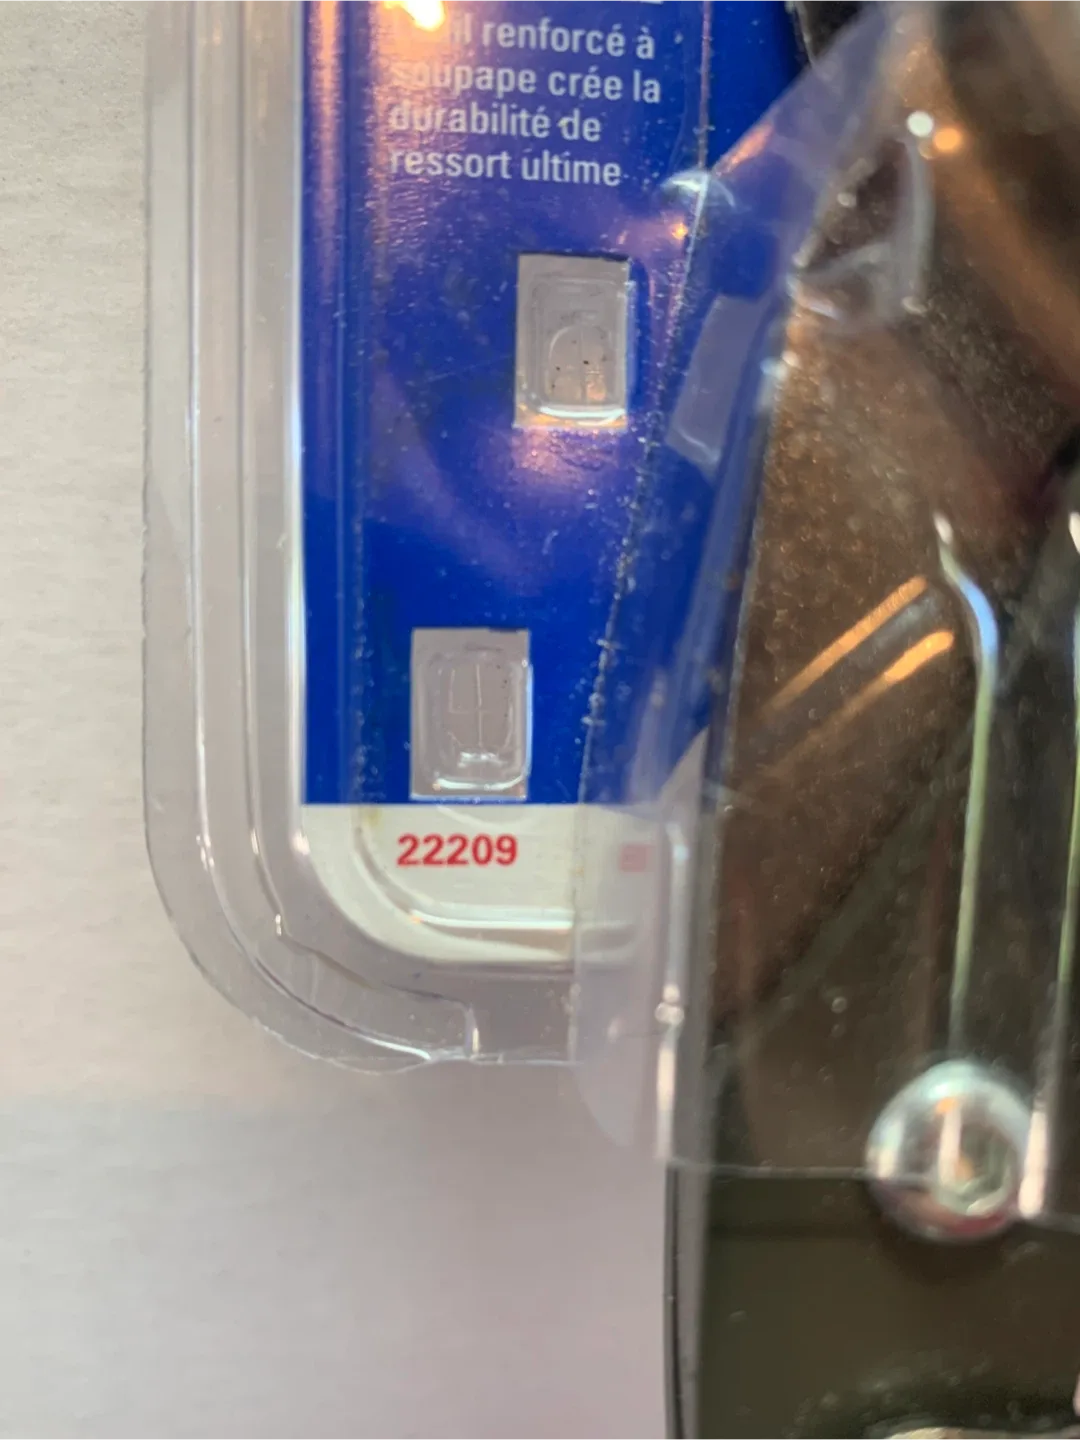 renforcé à
soupape crée la
durabilité de
ressort ultime
22209